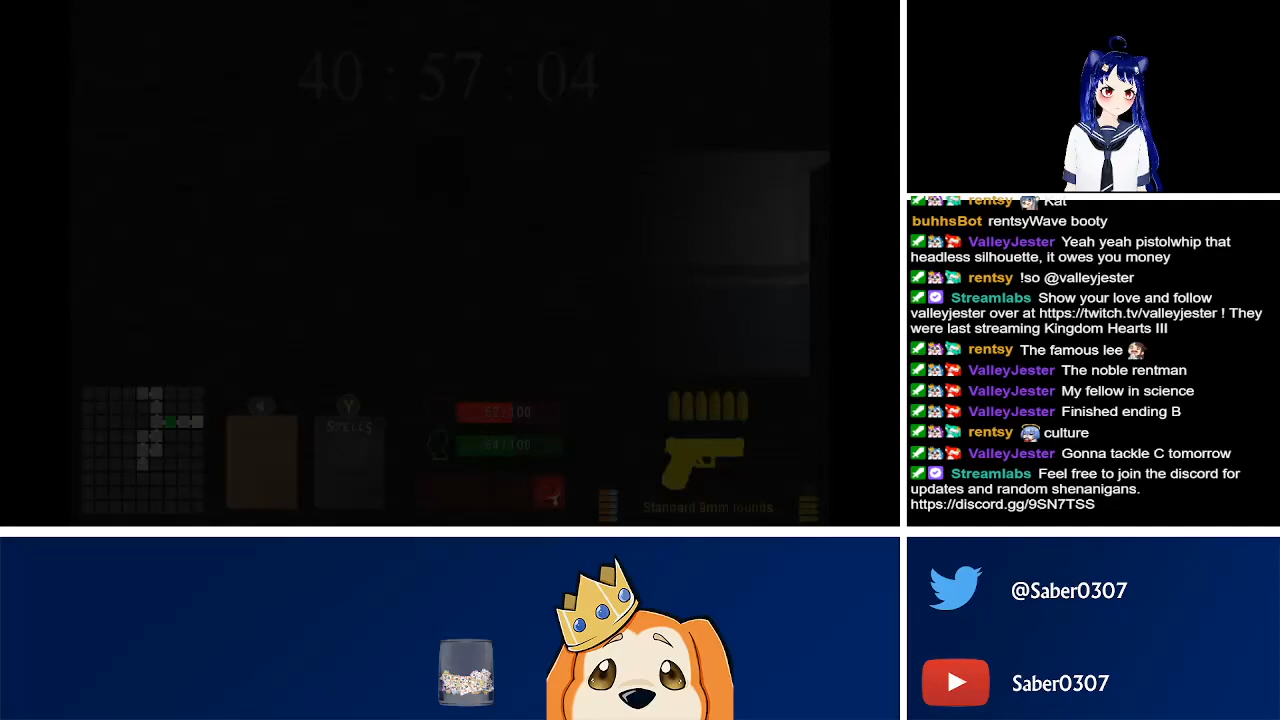 40 : 57 : 04
Y
SPELLS
/100
64/100
Standard 9mm rounds
rentsy Kat
buhhsBot rentsyWave booty
ValleyJester Yeah yeah pistolwhip that
headless silhouette, it owes you money
rentsy !so @valleyjester
Streamlabs Show your love and follow
valleyjester over at https://twitch.tv/valleyjester ! They
were last streaming Kingdom Hearts III
rentsy The famous lee
ValleyJester The noble rentman
ValleyJester My fellow in science
ValleyJester Finished ending B
rentsy culture
ValleyJester Gonna tackle C tomorrow
Streamlabs Feel free to join the discord for
updates and random shenanigans.
https://discord.gg/9SN7TSS
@Saber0307
Saber0307